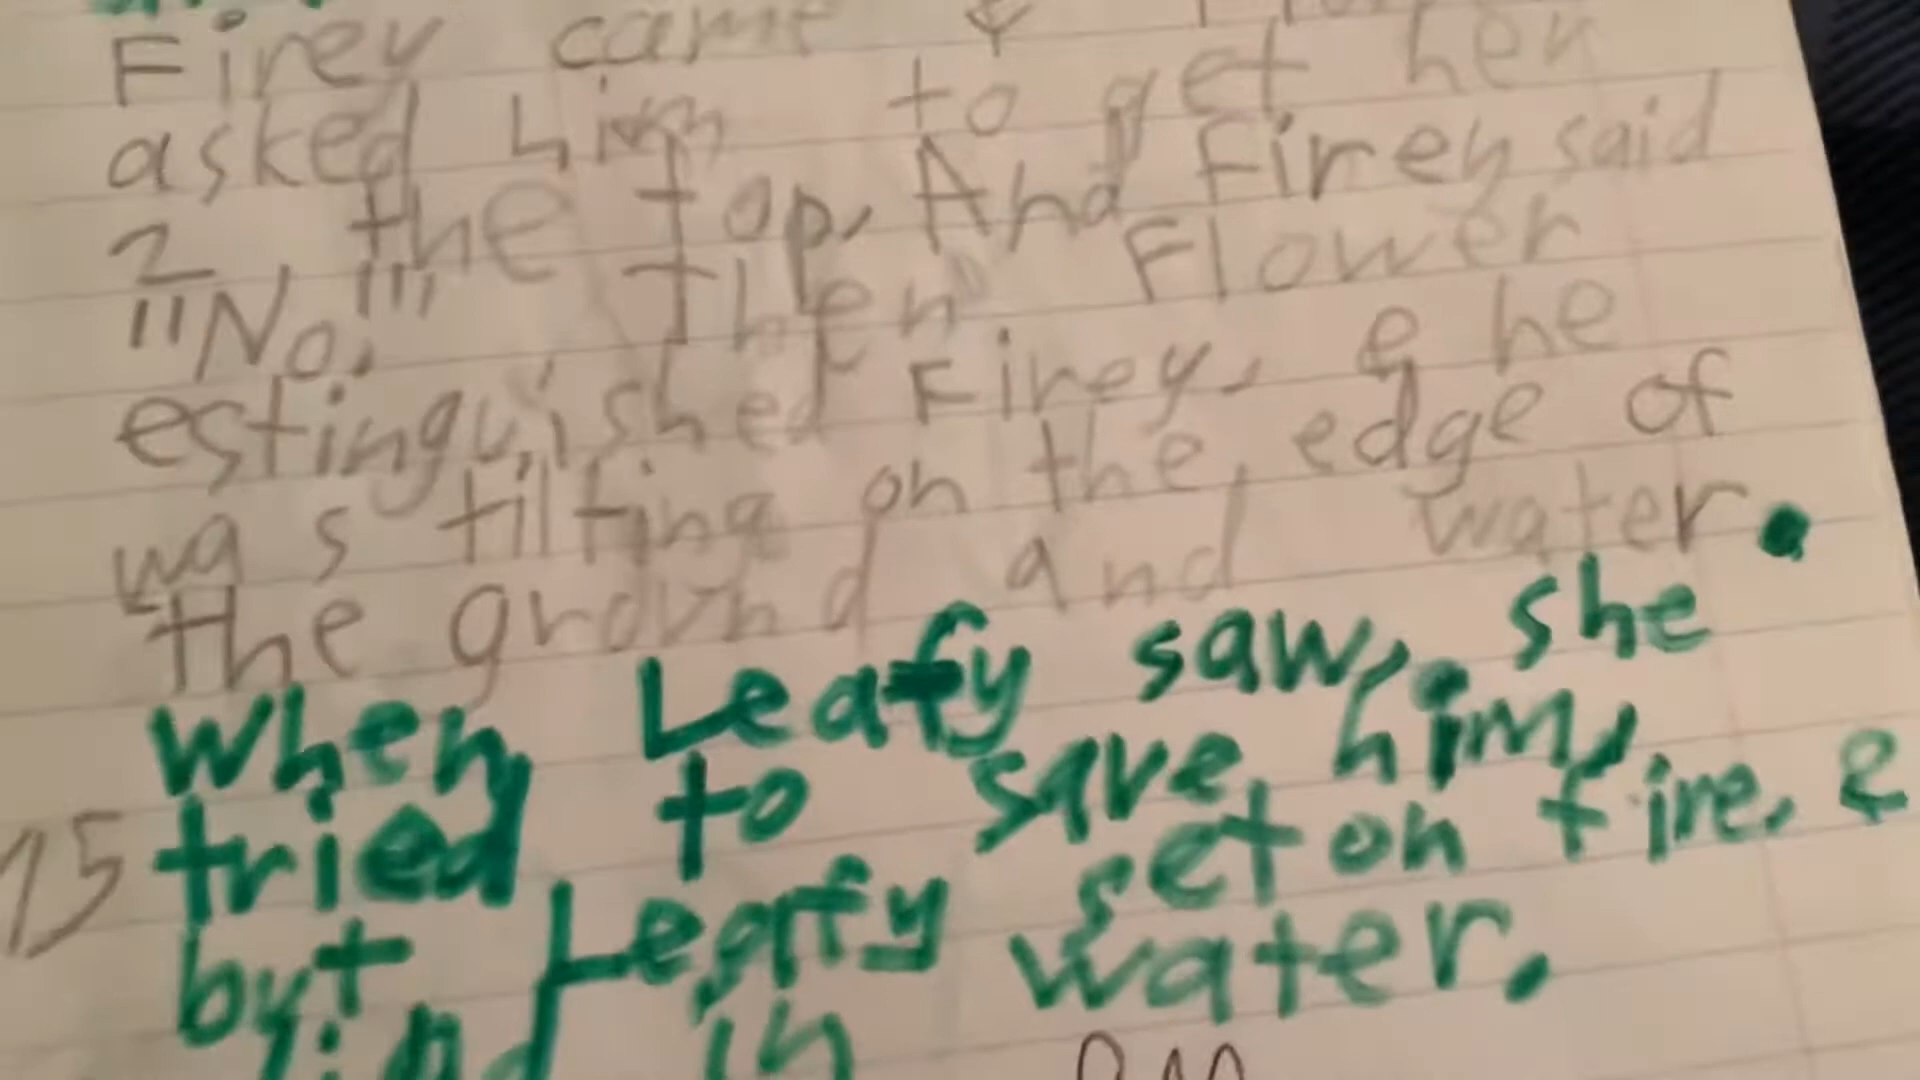 Firey came &
asked him to get her
2 the top, And Firey said
"No!", then Flower
estinguished Firey, & he
was tilting on the edge of
the ground and water.
When Leafy saw, she
tried to save him,
15
but Leafy set on fire, &
in water.